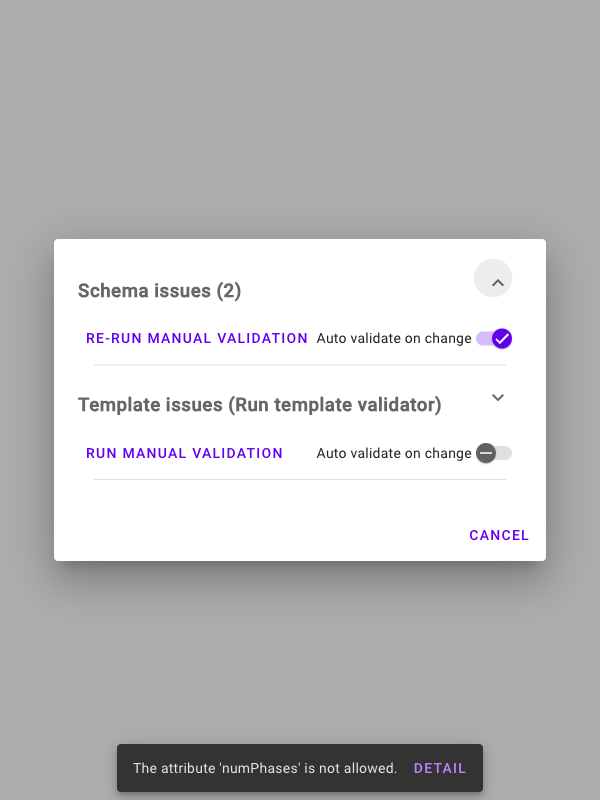 Schema issues (2)
RE-RUN MANUAL VALIDATION Auto validate on change
Template issues (Run template validator)
RUN MANUAL VALIDATION Auto validate on change
CANCEL
The attribute 'numPhases' is not allowed. DETAIL